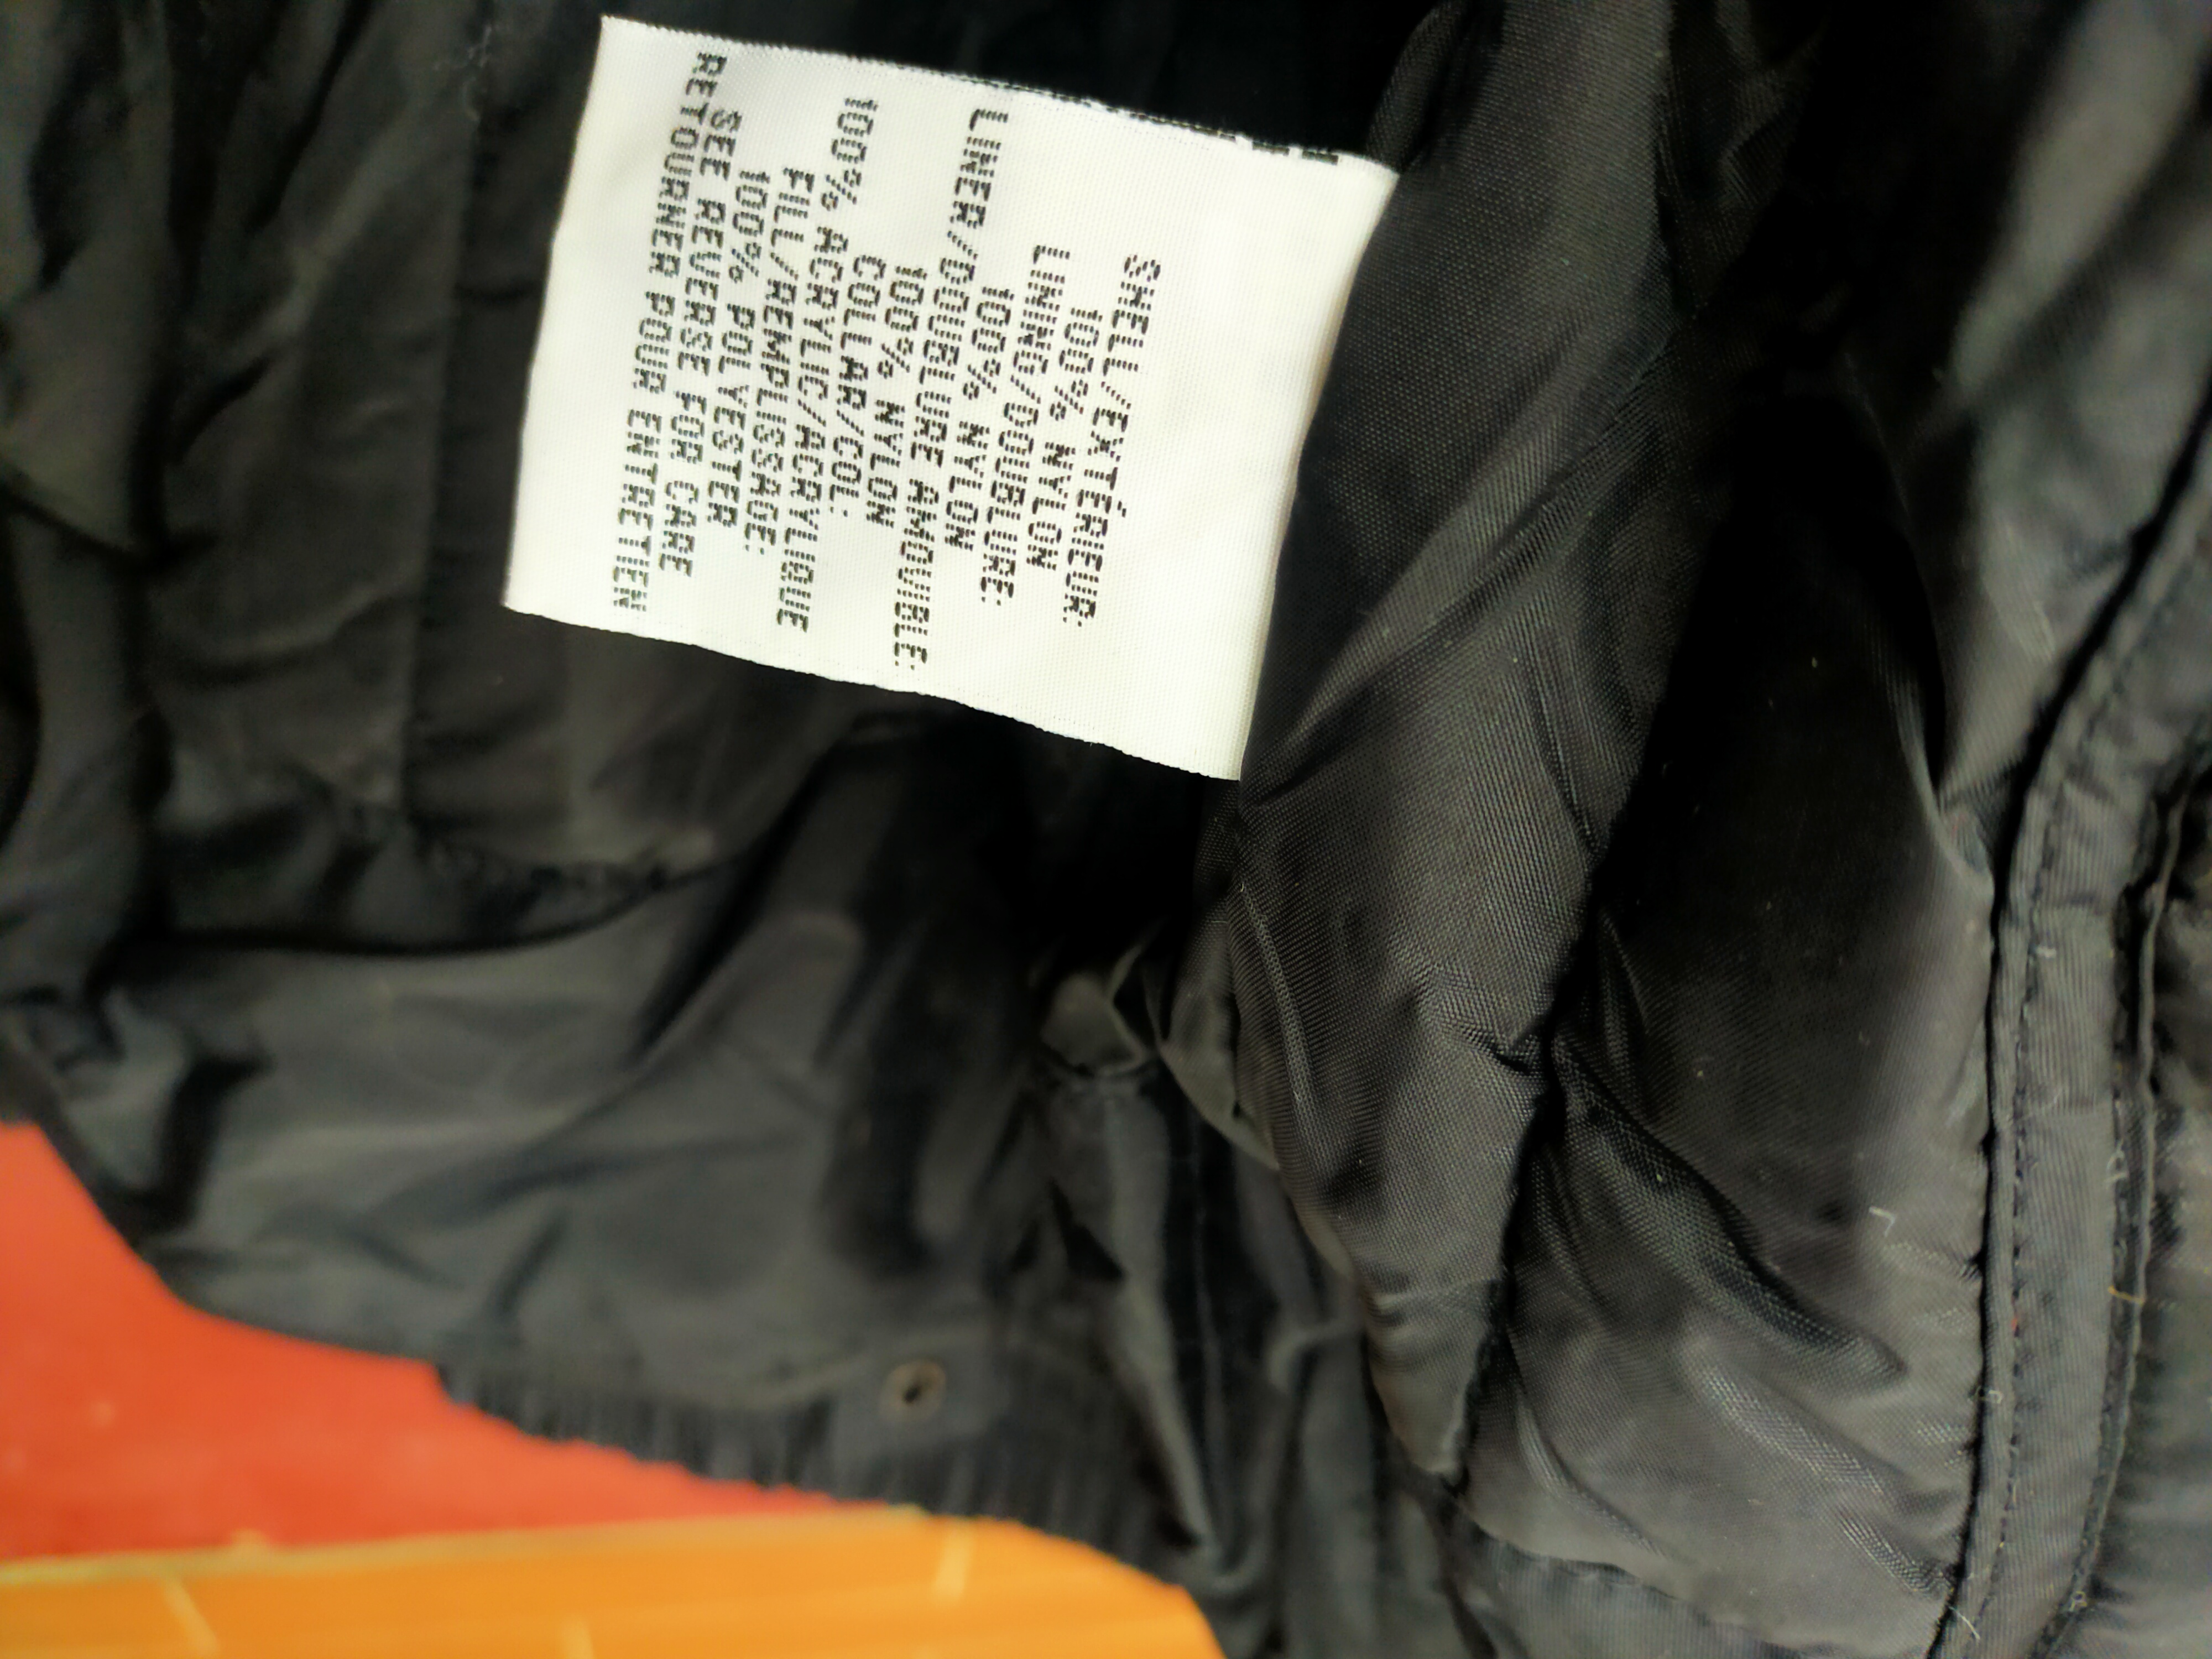 SHELL/EXTÉRIEUR:
100% NYLON
LINING/DOUBLURE:
100% NYLON
LINER/DOUBLURE AMOVIBLE:
100% NYLON
COLLAR/COL:
100% ACRYLIC/ACRYLIQUE
FILL/REMPLISSAGE:
100% POLYESTER
SEE REVERSE FOR CARE
RETOURNER POUR ENTRETIEN